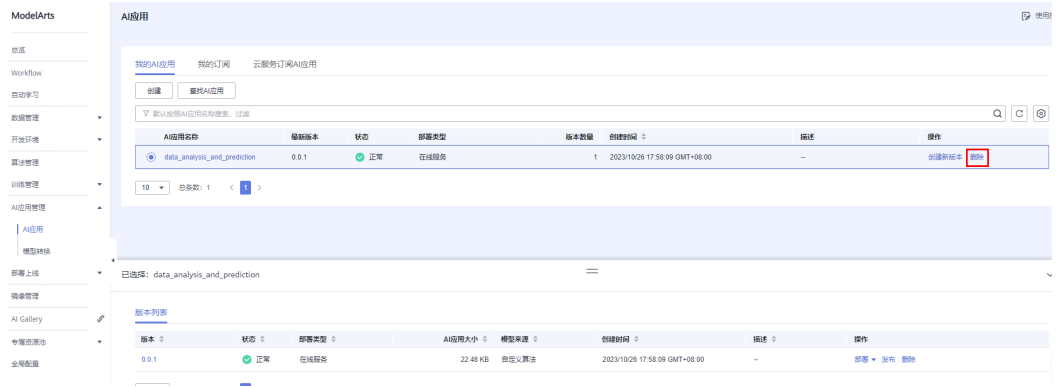 ModelArts
总览
Workflow
自动学习
数据管理
开发环境
算法管理
训练管理
AI应用管理
AI应用
模型转换
部署上线
镜像管理
AI Gallery
专属资源池
全局配置
AI应用
我的AI应用 我的订阅 云服务订阅AI应用
创建 查找AI应用
默认按照AI应用名称搜索、过滤
AI应用名称 最新版本 状态 部署类型 版本数量 创建时间 描述 操作
data_analysis_and_prediction 0.0.1 正常 在线服务 1 2023/10/26 17:58:09 GMT+08:00 -- 创建新版本 删除
10 总条数: 1 < 1 >
已选择: data_analysis_and_prediction
版本列表
版本 状态 部署类型 AI应用大小 模型来源 创建时间 描述 操作
0.0.1 正常 在线服务 22.48 KB 自定义算法 2023/10/26 17:58:09 GMT+08:00 -- 部署 发布 删除